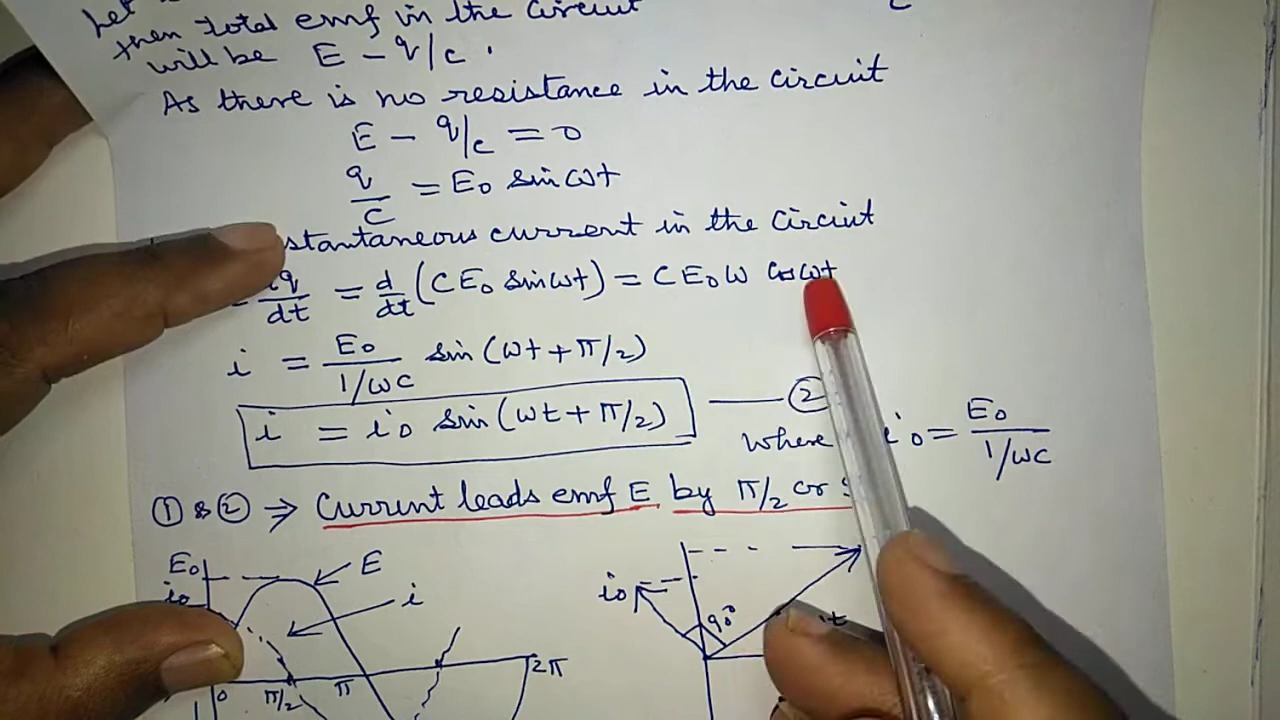 Let
then total emf in the circuit
will be E - q/c .
c
As there is no resistance in the circuit
E - q/c = 0
q/C = E₀ sin ωt
stantaneous current in the circuit
dq/dt = d/dt (CE₀ sin ωt) = CE₀ω cos ωt
i = E₀/(1/ωC) sin (ωt + π/2)
i = i₀ sin (ωt + π/2) —— ②
where i₀ = E₀/(1/ωC)
① & ② ⇒ Current leads emf E by π/2 or
E₀ E
i₀ i
0 π/2 π 2π
i₀ 90°